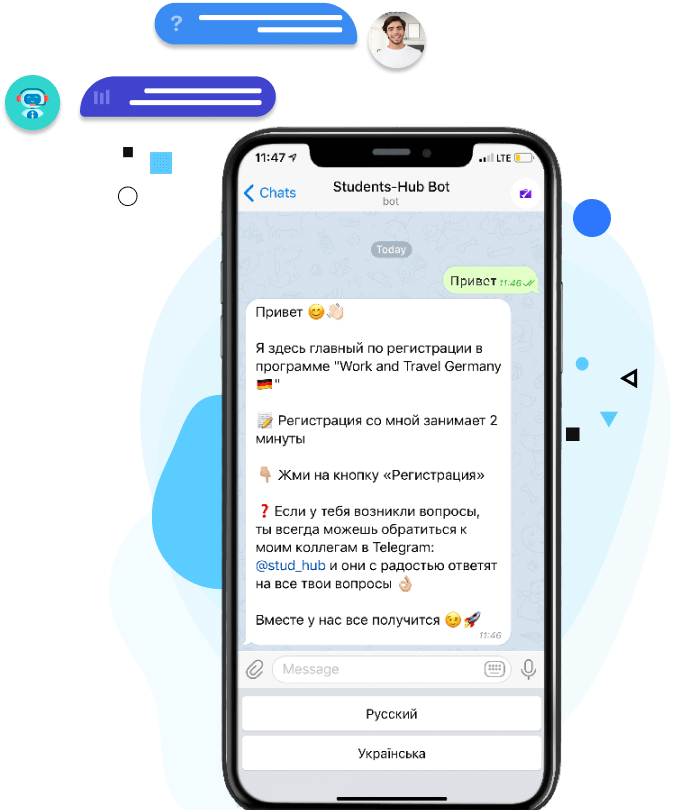 ?
11:47
LTE
Chats
Students-Hub Bot
bot
Today
Привет 11:46
Привет 😊👋🏻
Я здесь главный по регистрации в
программе "Work and Travel Germany
🇩🇪"
📝 Регистрация со мной занимает 2
минуты
👇🏼 Жми на кнопку «Регистрация»
❓ Если у тебя возникли вопросы,
ты всегда можешь обратиться к
моим коллегам в Telegram:
@stud_hub и они с радостью ответят
на все твои вопросы 👌🏼
Вместе у нас все получится 😉🚀
11:46
Message
Русский
Українська